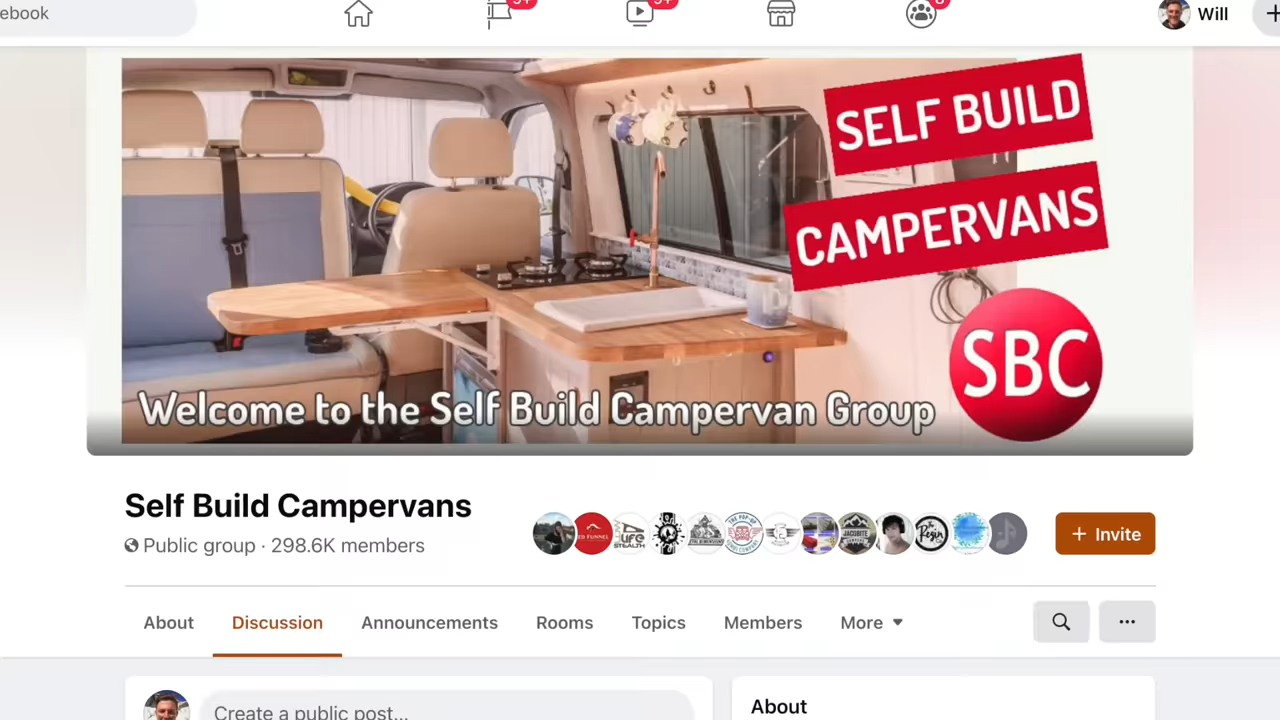 ebook
Will
SELF BUILD
CAMPERVANS
SBC
Welcome to the Self Build Campervan Group
Self Build Campervans
Public group · 298.6K members
+ Invite
About
Discussion
Announcements
Rooms
Topics
Members
More
Create a public post...
About